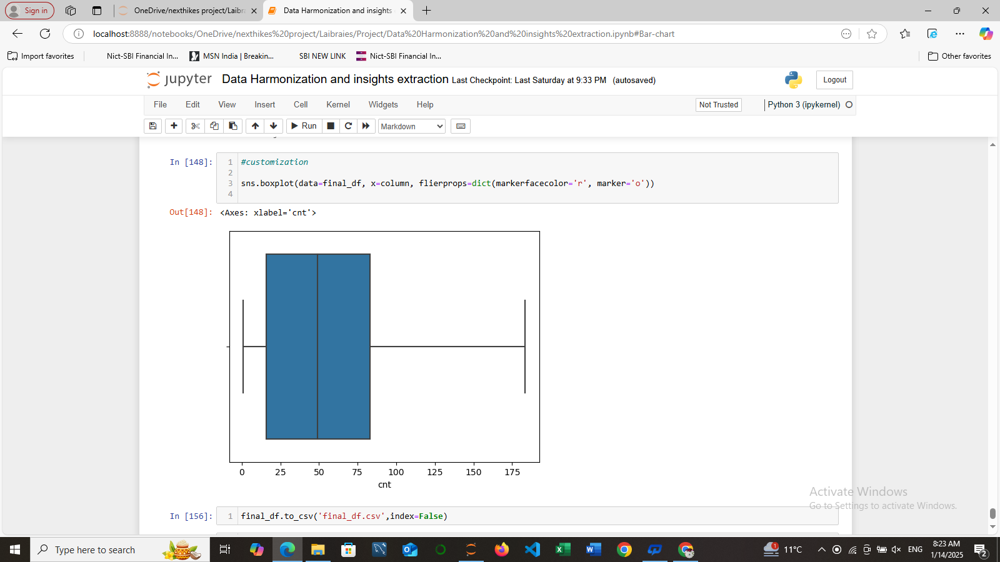 Sign in
OneDrive/nexthikes project/Laibra
Data Harmonization and insights
localhost:8888/notebooks/OneDrive/nexthikes%20project/Laibraies/Project/Data%20Harmonization%20and%20insights%20extraction.ipynb#Bar-chart
Import favorites
Nict-SBI Financial In...
MSN India | Breakin...
SBI NEW LINK
Nict-SBI Financial In...
Other favorites
jupyter Data Harmonization and insights extraction Last Checkpoint: Last Saturday at 9:33 PM (autosaved)
Logout
File Edit View Insert Cell Kernel Widgets Help
Not Trusted
Python 3 (ipykernel)
Run
Markdown
In [148]:
1 #customization
2
3 sns.boxplot(data=final_df, x=column, flierprops=dict(markerfacecolor='r', marker='o'))
4
Out[148]: <Axes: xlabel='cnt'>
0 25 50 75 100 125 150 175
cnt
Activate Windows
Go to Settings to activate Windows.
In [156]:
1 final_df.to_csv('final_df.csv',index=False)
Type here to search
1
11°C
ENG
8:23 AM
1/14/2025
2